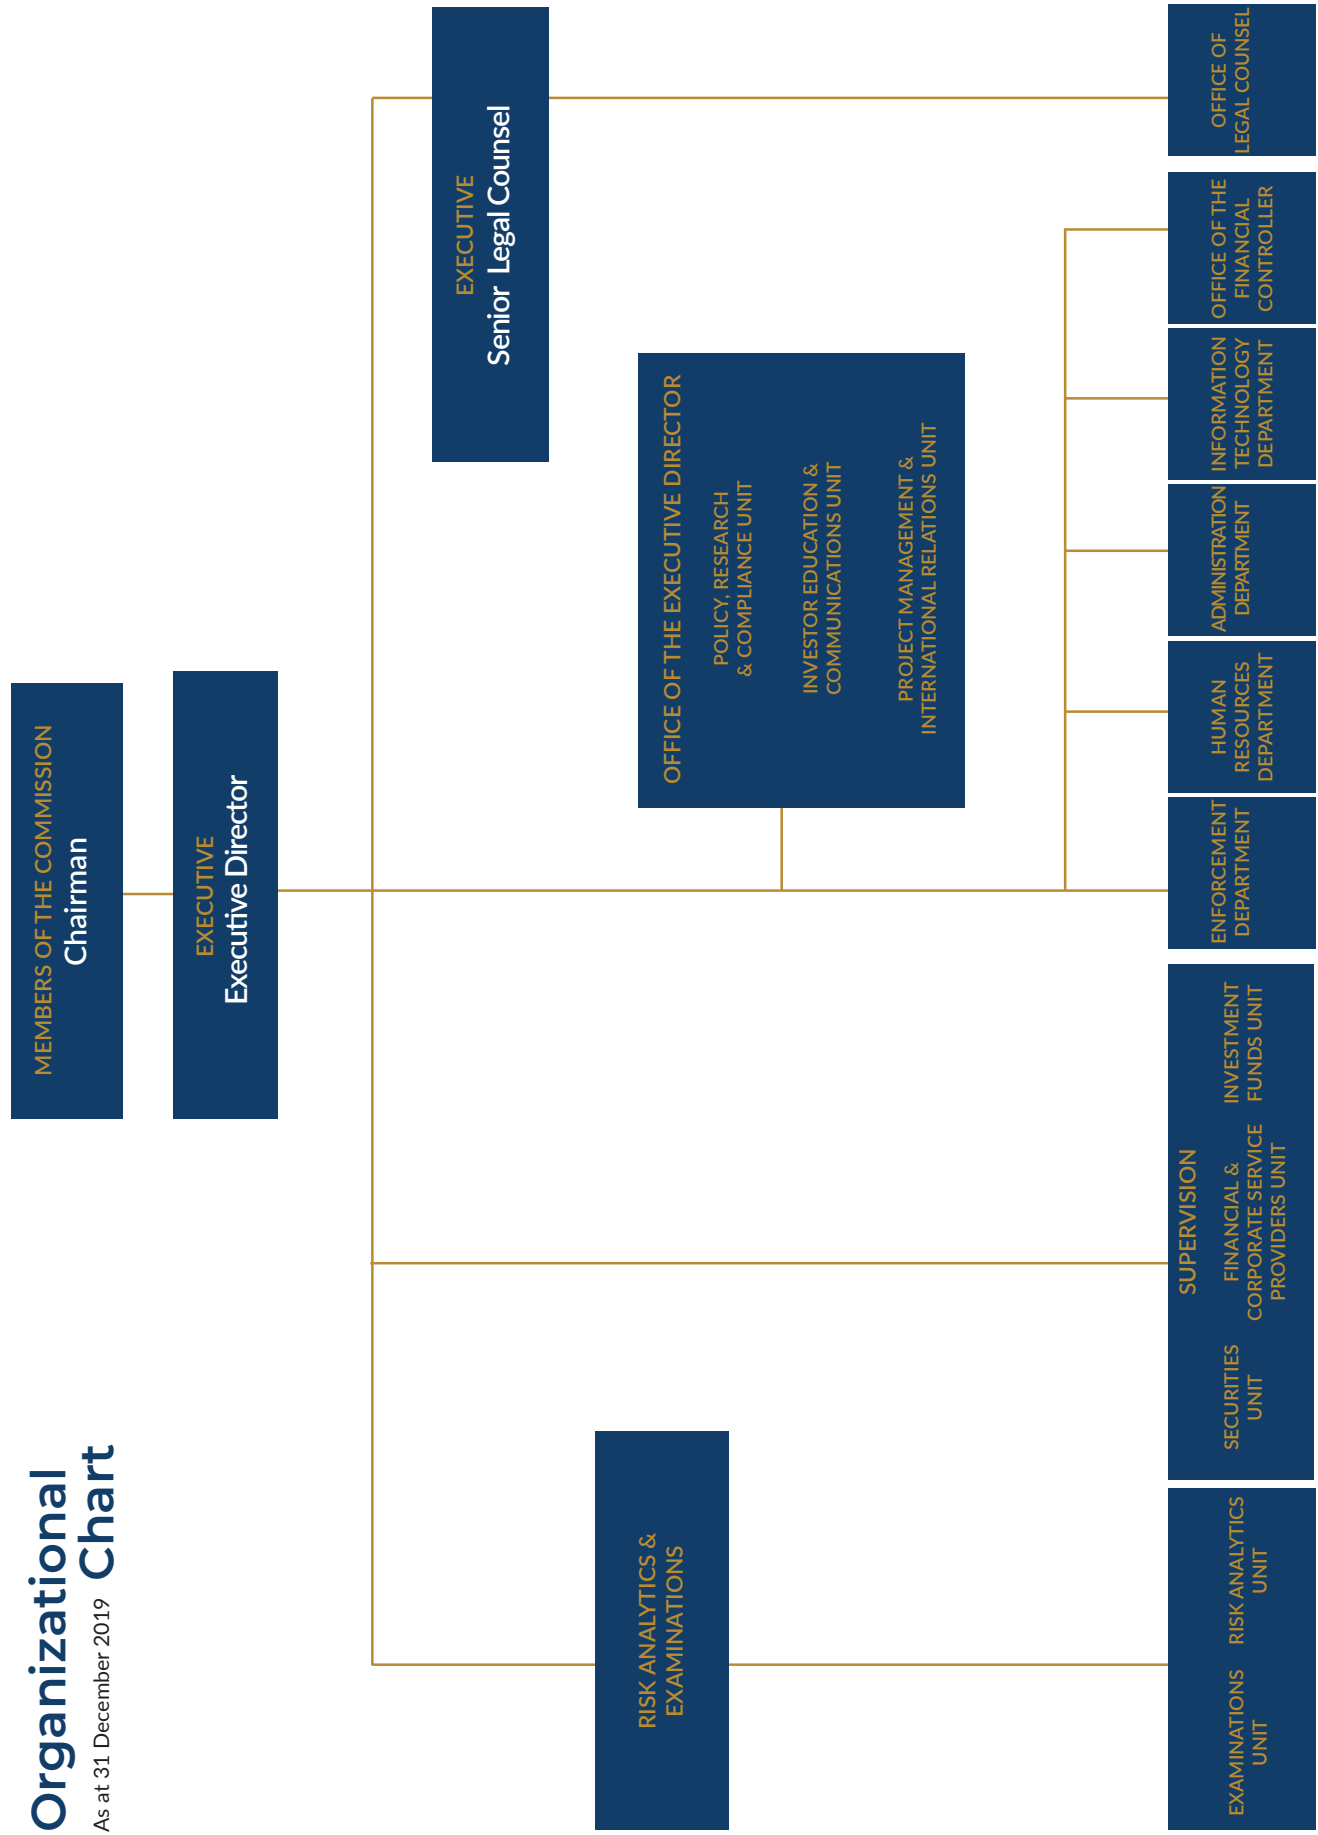 Organizational
As at 31 December 2019 Chart
MEMBERS OF THE COMMISSION
Chairman
EXECUTIVE
Executive Director
EXECUTIVE
Senior Legal Counsel
RISK ANALYTICS &
EXAMINATIONS
OFFICE OF THE EXECUTIVE DIRECTOR
POLICY, RESEARCH
& COMPLIANCE UNIT
INVESTOR EDUCATION &
COMMUNICATIONS UNIT
PROJECT MANAGEMENT &
INTERNATIONAL RELATIONS UNIT
EXAMINATIONS
UNIT
RISK ANALYTICS
UNIT
SUPERVISION
SECURITIES
UNIT
FINANCIAL &
CORPORATE SERVICE
PROVIDERS UNIT
INVESTMENT
FUNDS UNIT
ENFORCEMENT
DEPARTMENT
HUMAN
RESOURCES
DEPARTMENT
ADMINISTRATION
DEPARTMENT
INFORMATION
TECHNOLOGY
DEPARTMENT
OFFICE OF THE
FINANCIAL
CONTROLLER
OFFICE OF
LEGAL COUNSEL